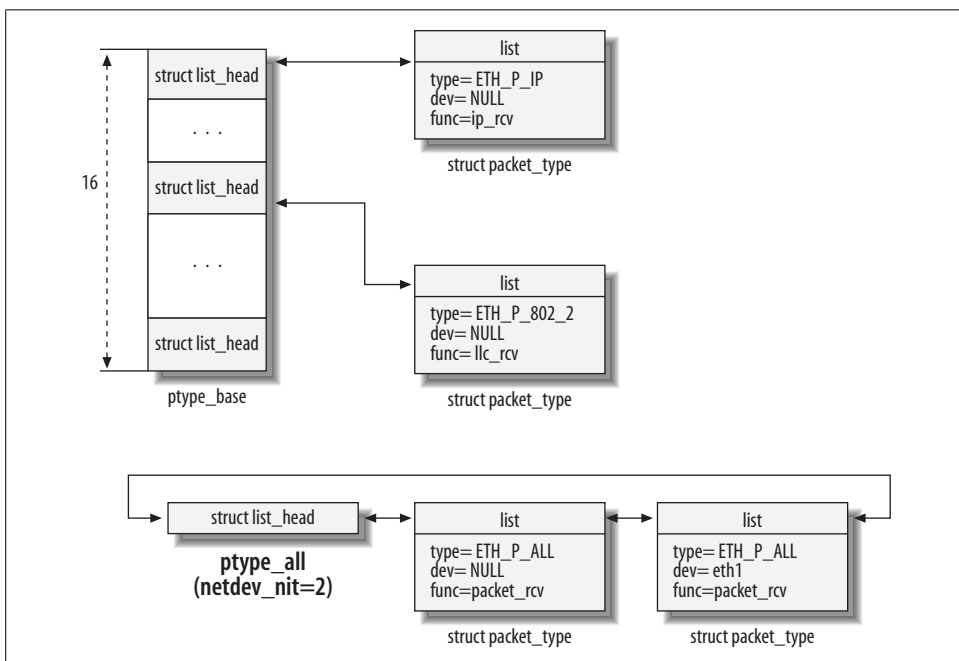 struct list_head
. . .
16
struct list_head
. . .
struct list_head
ptype_base
list
type= ETH_P_IP
dev= NULL
func=ip_rcv
struct packet_type
list
type= ETH_P_802_2
dev= NULL
func= llc_rcv
struct packet_type
struct list_head
ptype_all
(netdev_nit=2)
list
type= ETH_P_ALL
dev= NULL
func=packet_rcv
struct packet_type
list
type= ETH_P_ALL
dev= eth1
func=packet_rcv
struct packet_type